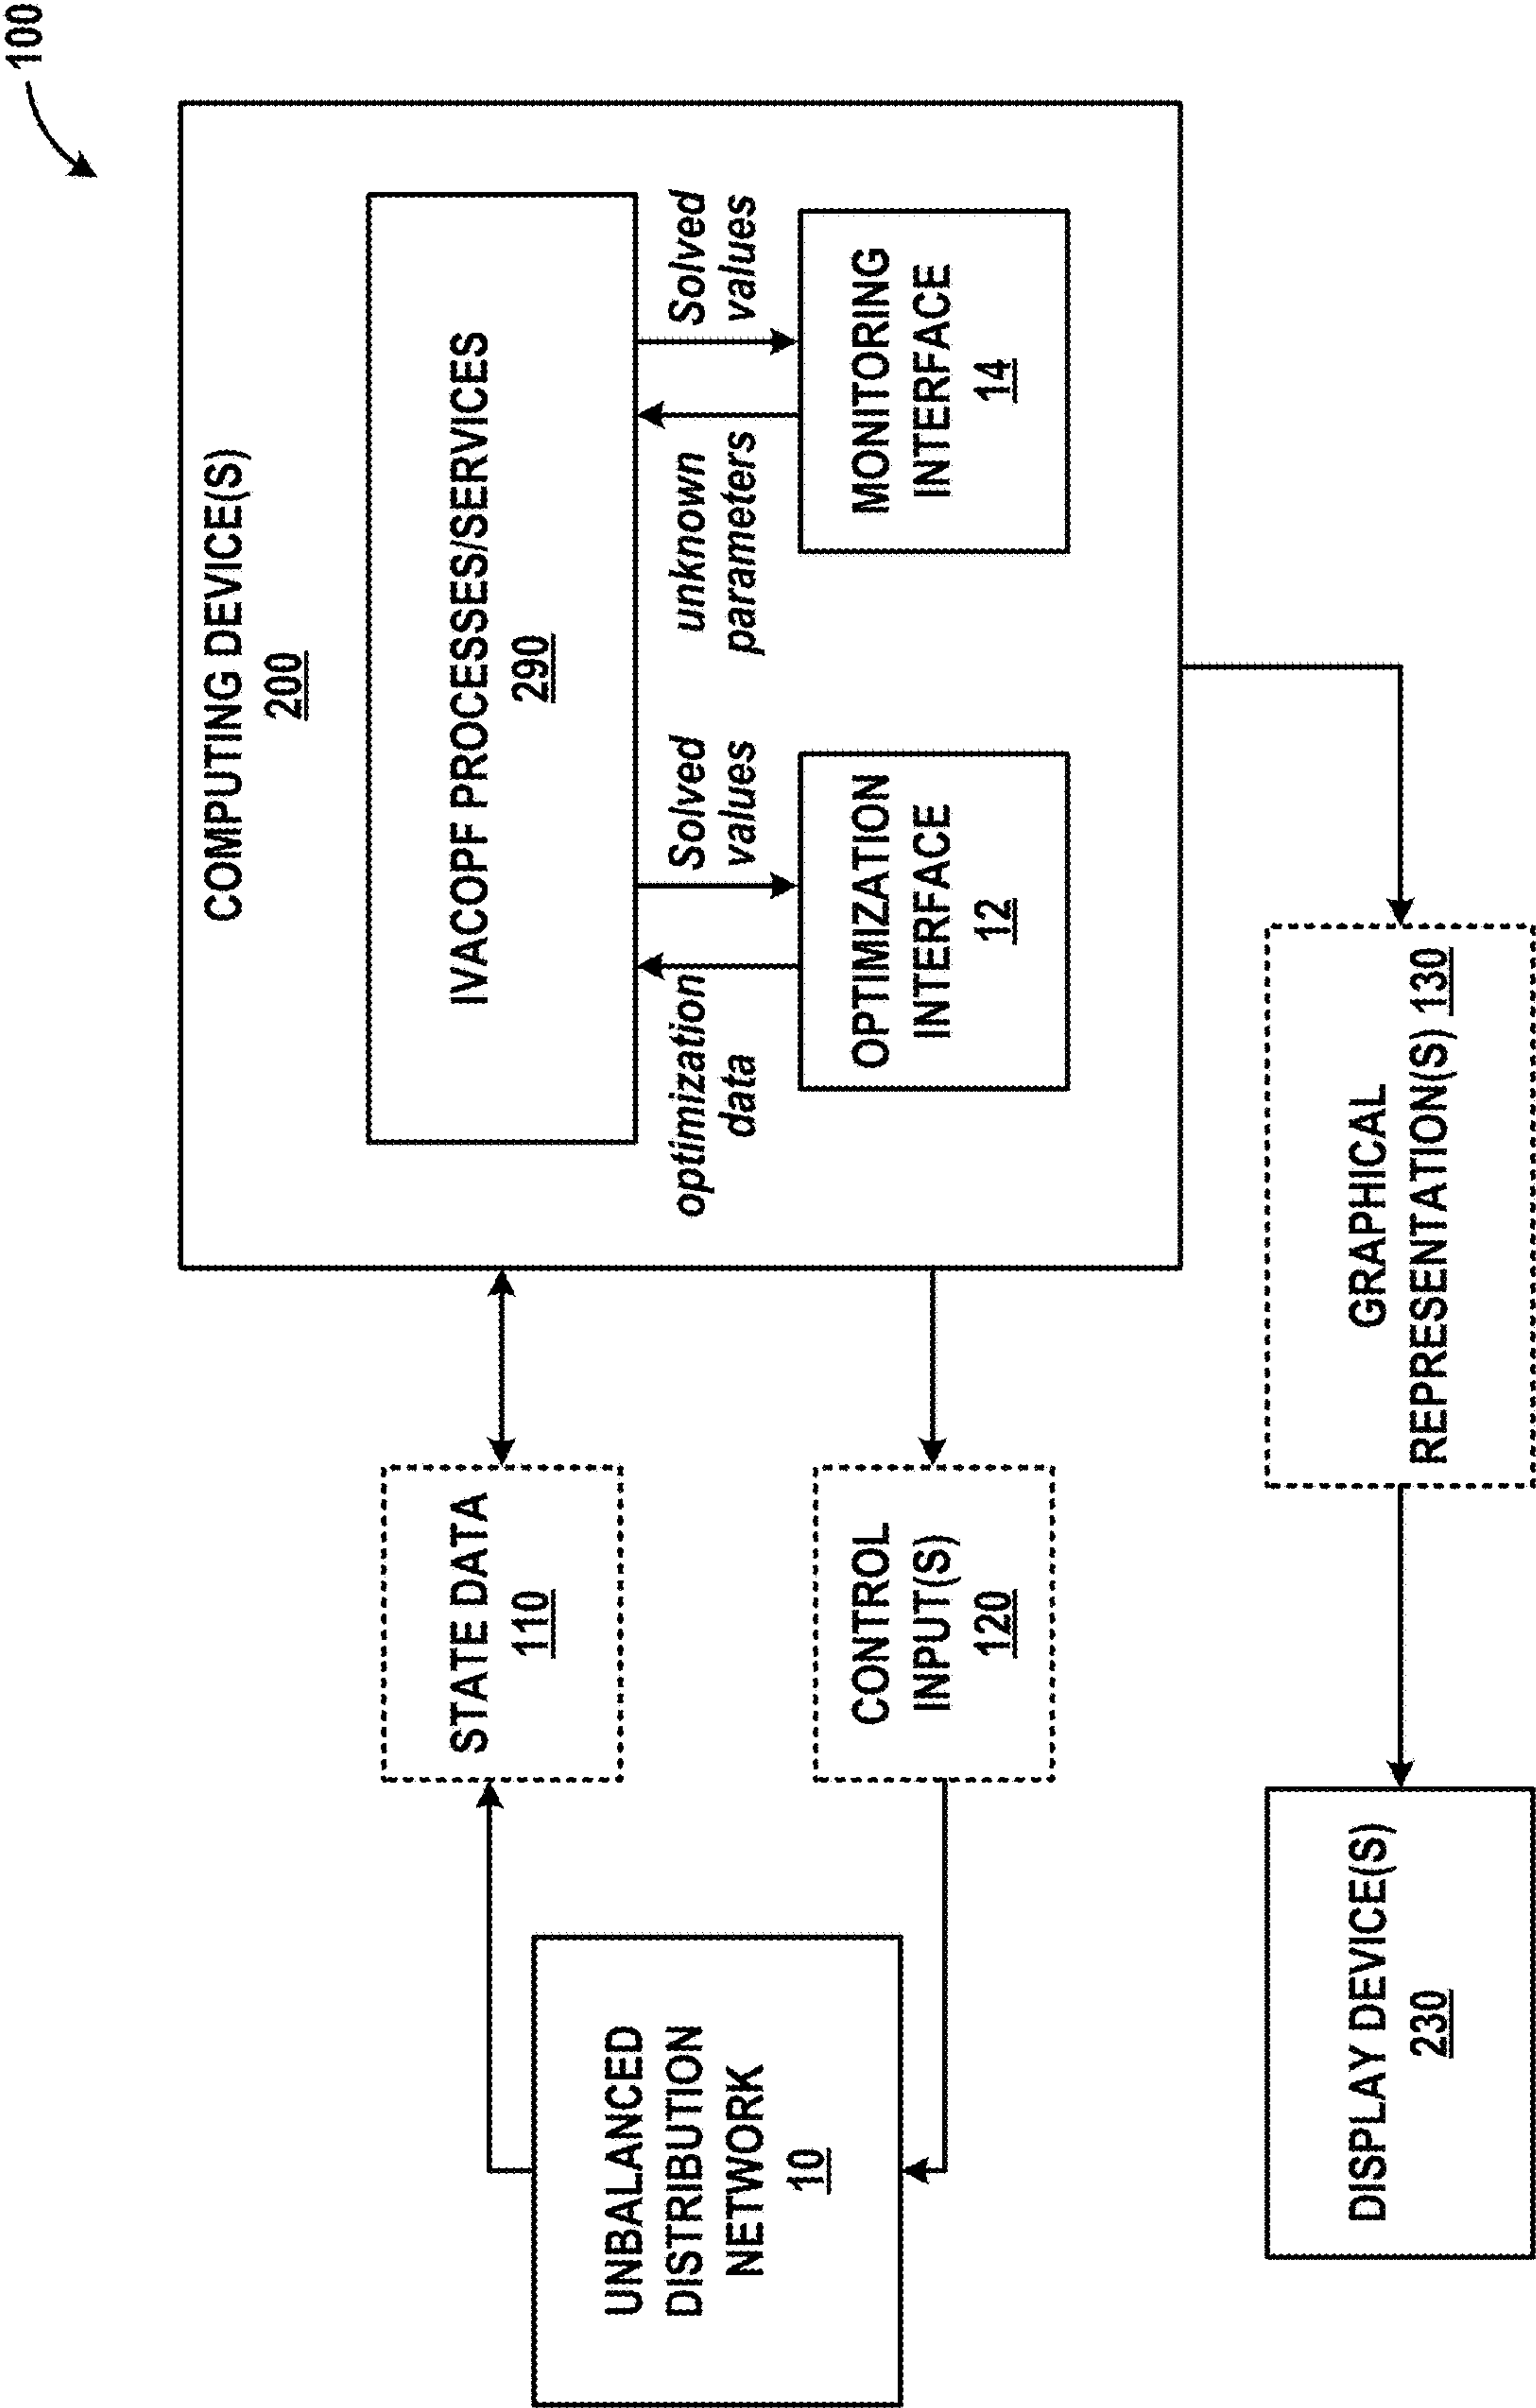 100
COMPUTING DEVICE(S)
200
IVACOPF PROCESSES/SERVICES
290
optimization
data
Solved
values
unknown
parameters
Solved
values
OPTIMIZATION
INTERFACE
12
MONITORING
INTERFACE
14
STATE DATA
110
CONTROL
INPUT(S)
120
UNBALANCED
DISTRIBUTION
NETWORK
10
GRAPHICAL
REPRESENTATION(S) 130
DISPLAY DEVICE(S)
230